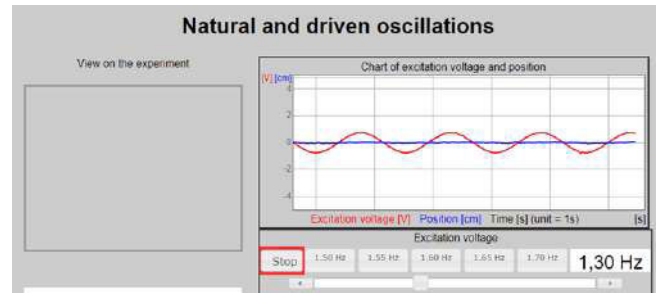 Natural and driven oscillations
View on the experiment
Chart of excitation voltage and position
[V] [cm]
4
2
0
-2
-4
Excitation voltage [V] Position [cm] Time [s] (unit = 1s) [s]
Excitation voltage
Stop 1.50 Hz 1.55 Hz 1.60 Hz 1.65 Hz 1.70 Hz 1,30 Hz